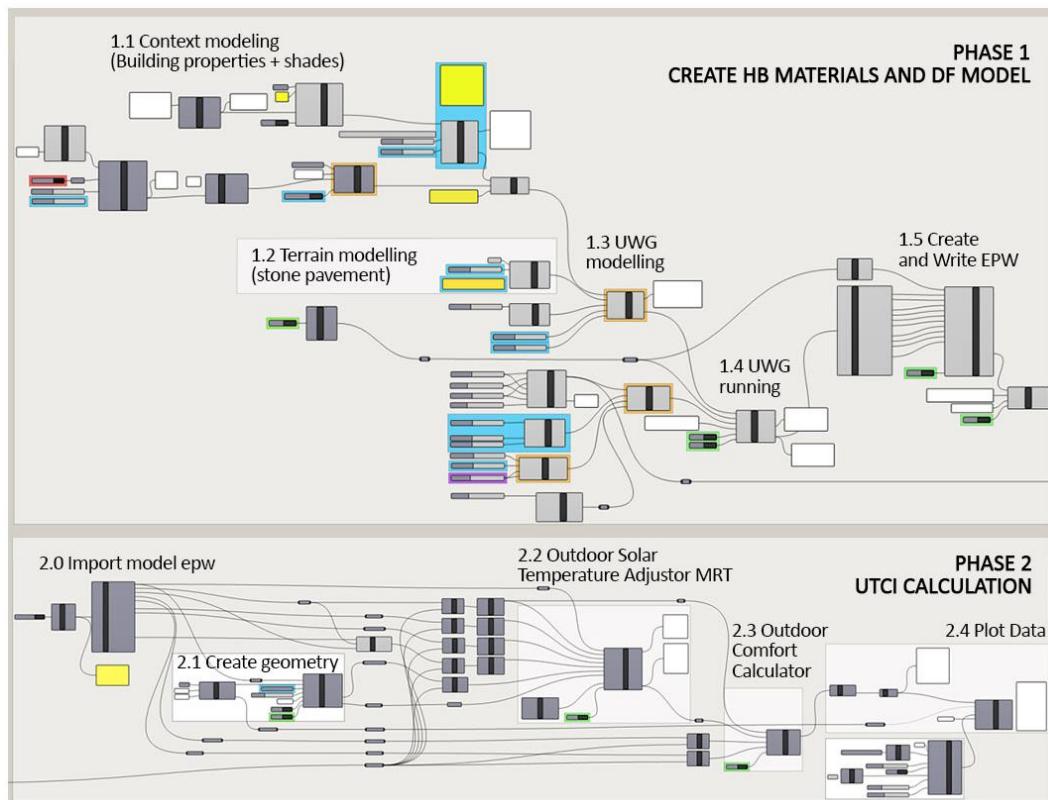 1.1 Context modeling
(Building properties + shades)
PHASE 1
CREATE HB MATERIALS AND DF MODEL
1.2 Terrain modelling
(stone pavement)
1.3 UWG
modelling
1.4 UWG
running
1.5 Create
and Write EPW
2.0 Import model epw
2.1 Create geometry
2.2 Outdoor Solar
Temperature Adjustor MRT
2.3 Outdoor
Comfort
Calculator
PHASE 2
UTCI CALCULATION
2.4 Plot Data